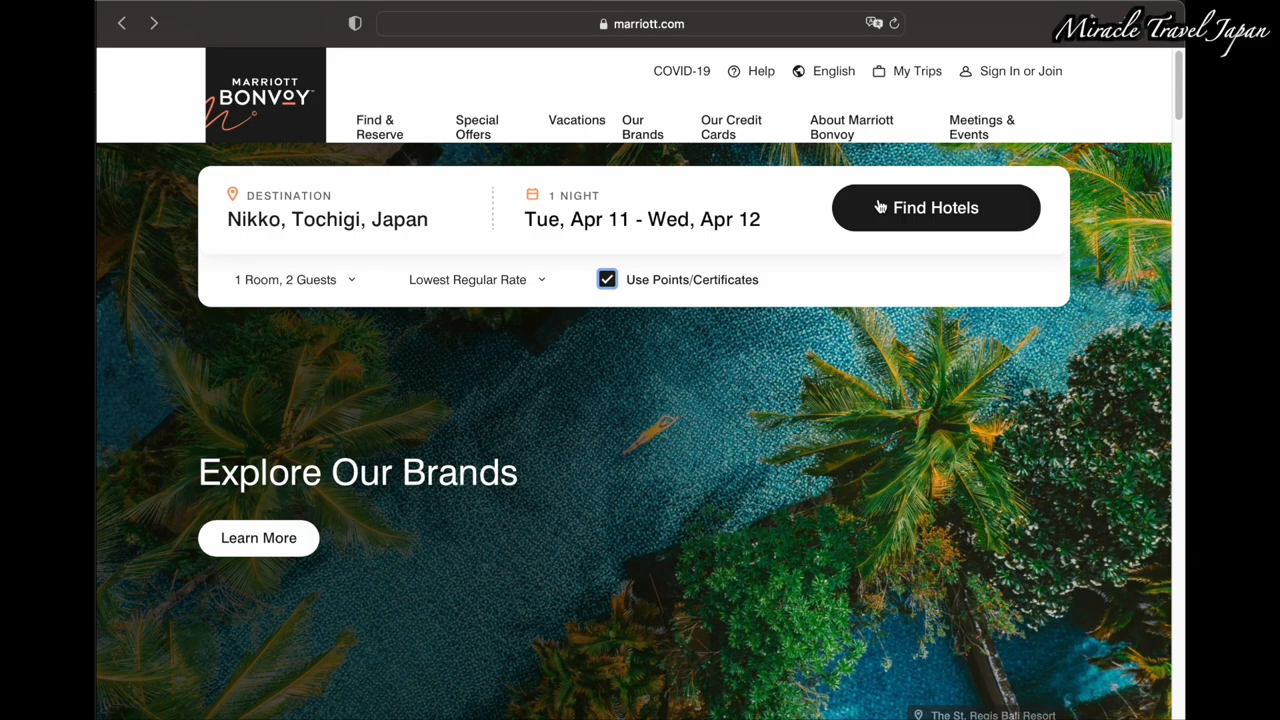 marriott.com
Miracle Travel Japan
MARRIOTT
BONVOY
COVID-19
Help
English
My Trips
Sign In or Join
Find &
Reserve
Special
Offers
Vacations
Our
Brands
Our Credit
Cards
About Marriott
Bonvoy
Meetings &
Events
DESTINATION
Nikko, Tochigi, Japan
1 NIGHT
Tue, Apr 11 - Wed, Apr 12
Find Hotels
1 Room, 2 Guests
Lowest Regular Rate
Use Points/Certificates
Explore Our Brands
Learn More
The St. Regis Bali Resort